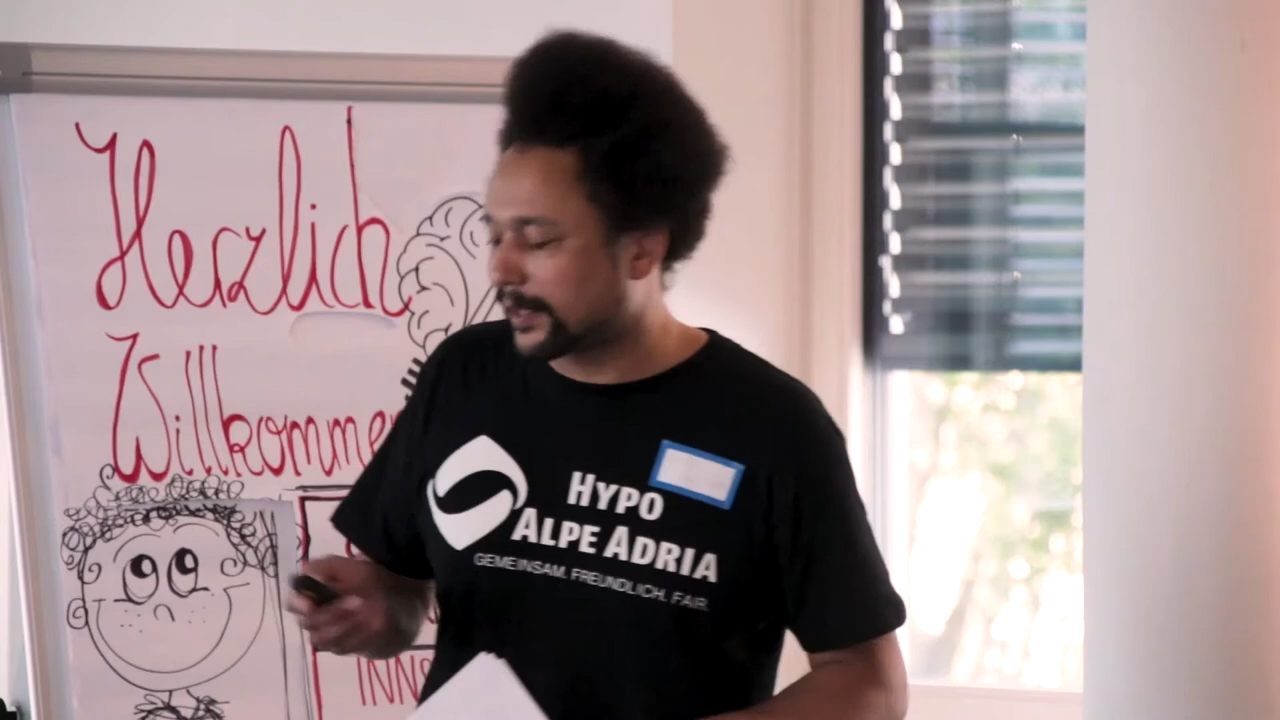 Herzlich
Willkommen
HYPO
ALPE ADRIA
GEMEINSAM. FREUNDLICH. FAIR.